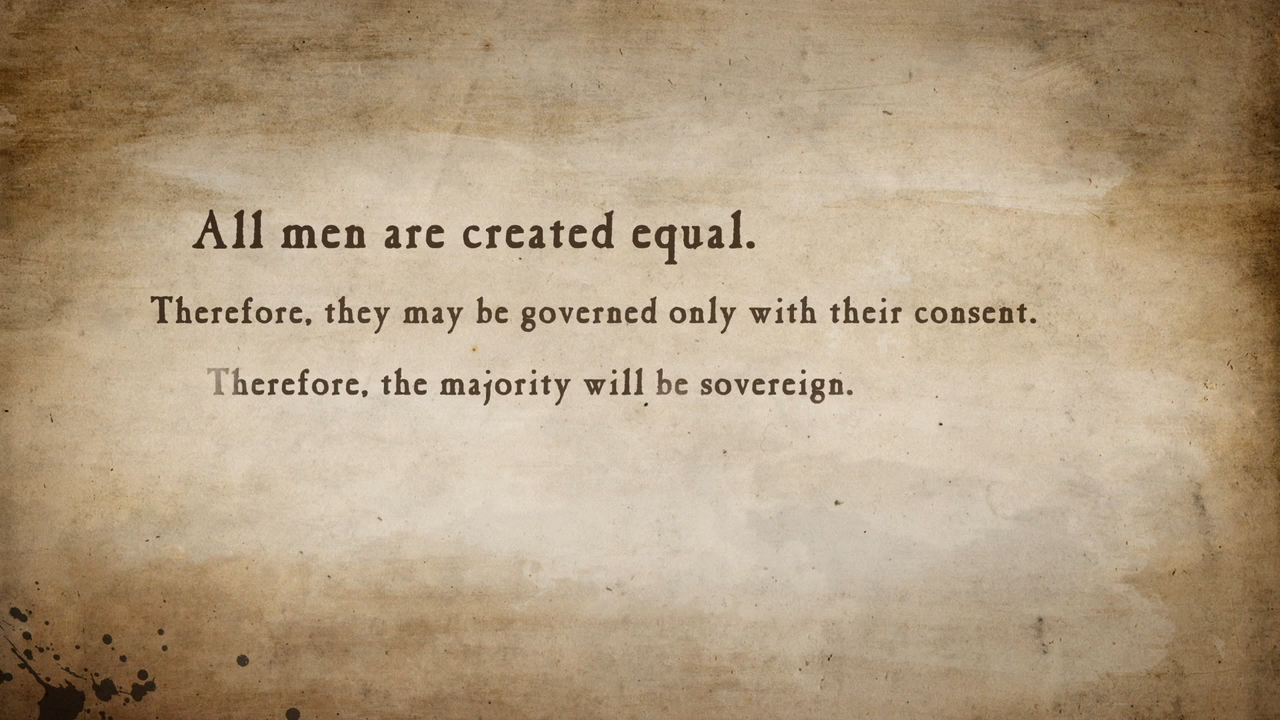 All men are created equal.
Therefore, they may be governed only with their consent.
Therefore, the majority will be sovereign.